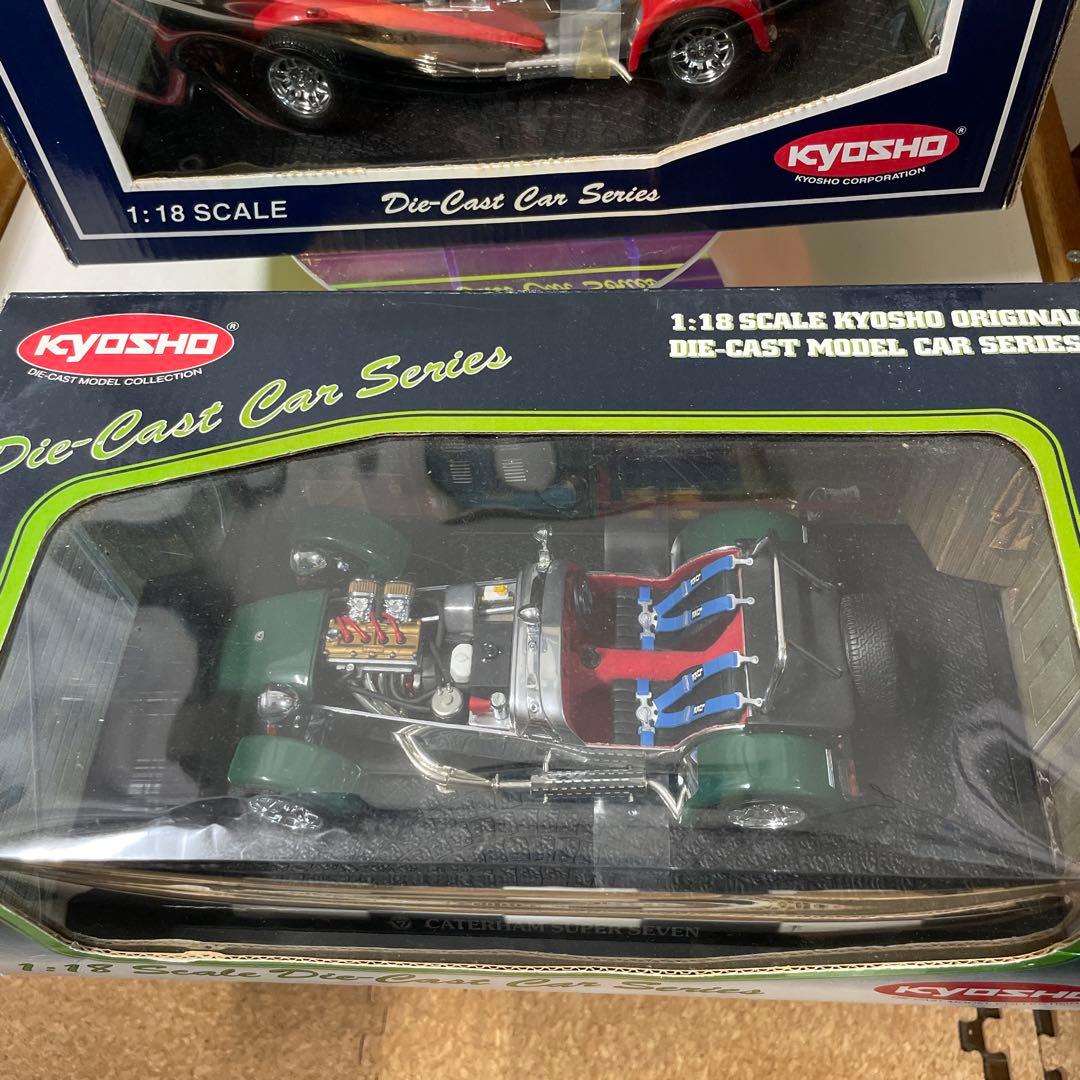 KYOSHO®
KYOSHO CORPORATION
1:18 SCALE
Die-Cast Car Series
KYOSHO®
DIE-CAST MODEL COLLECTION
Die-Cast Car Series
1:18 SCALE KYOSHO ORIGINAL
DIE-CAST MODEL CAR SERIES
7 CATERHAM SUPER SEVEN
1:18 Scale Die-Cast Car Series
KYOSHO